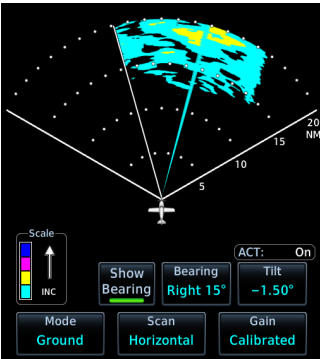 20
NM
15
10
5
Scale
INC
ACT: On
Show
Bearing
Bearing
Right 15°
Tilt
−1.50°
Mode
Ground
Scan
Horizontal
Gain
Calibrated